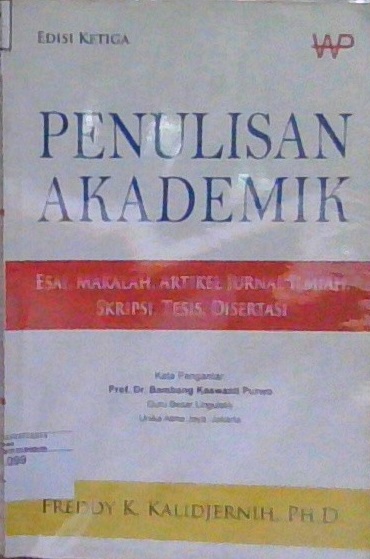 EDISI KETIGA
WP
PENULISAN
AKADEMIK
ESAI, MAKALAH, ARTIKEL JURNAL ILMIAH,
SKRIPSI, TESIS, DISERTASI
Kata Pengantar
Prof. Dr. Bambang Kaswanti Purwo
Guru Besar Linguistik
Unika Atma Jaya, Jakarta
.099
FREDDY K. KALIDJERNIH, PH.D